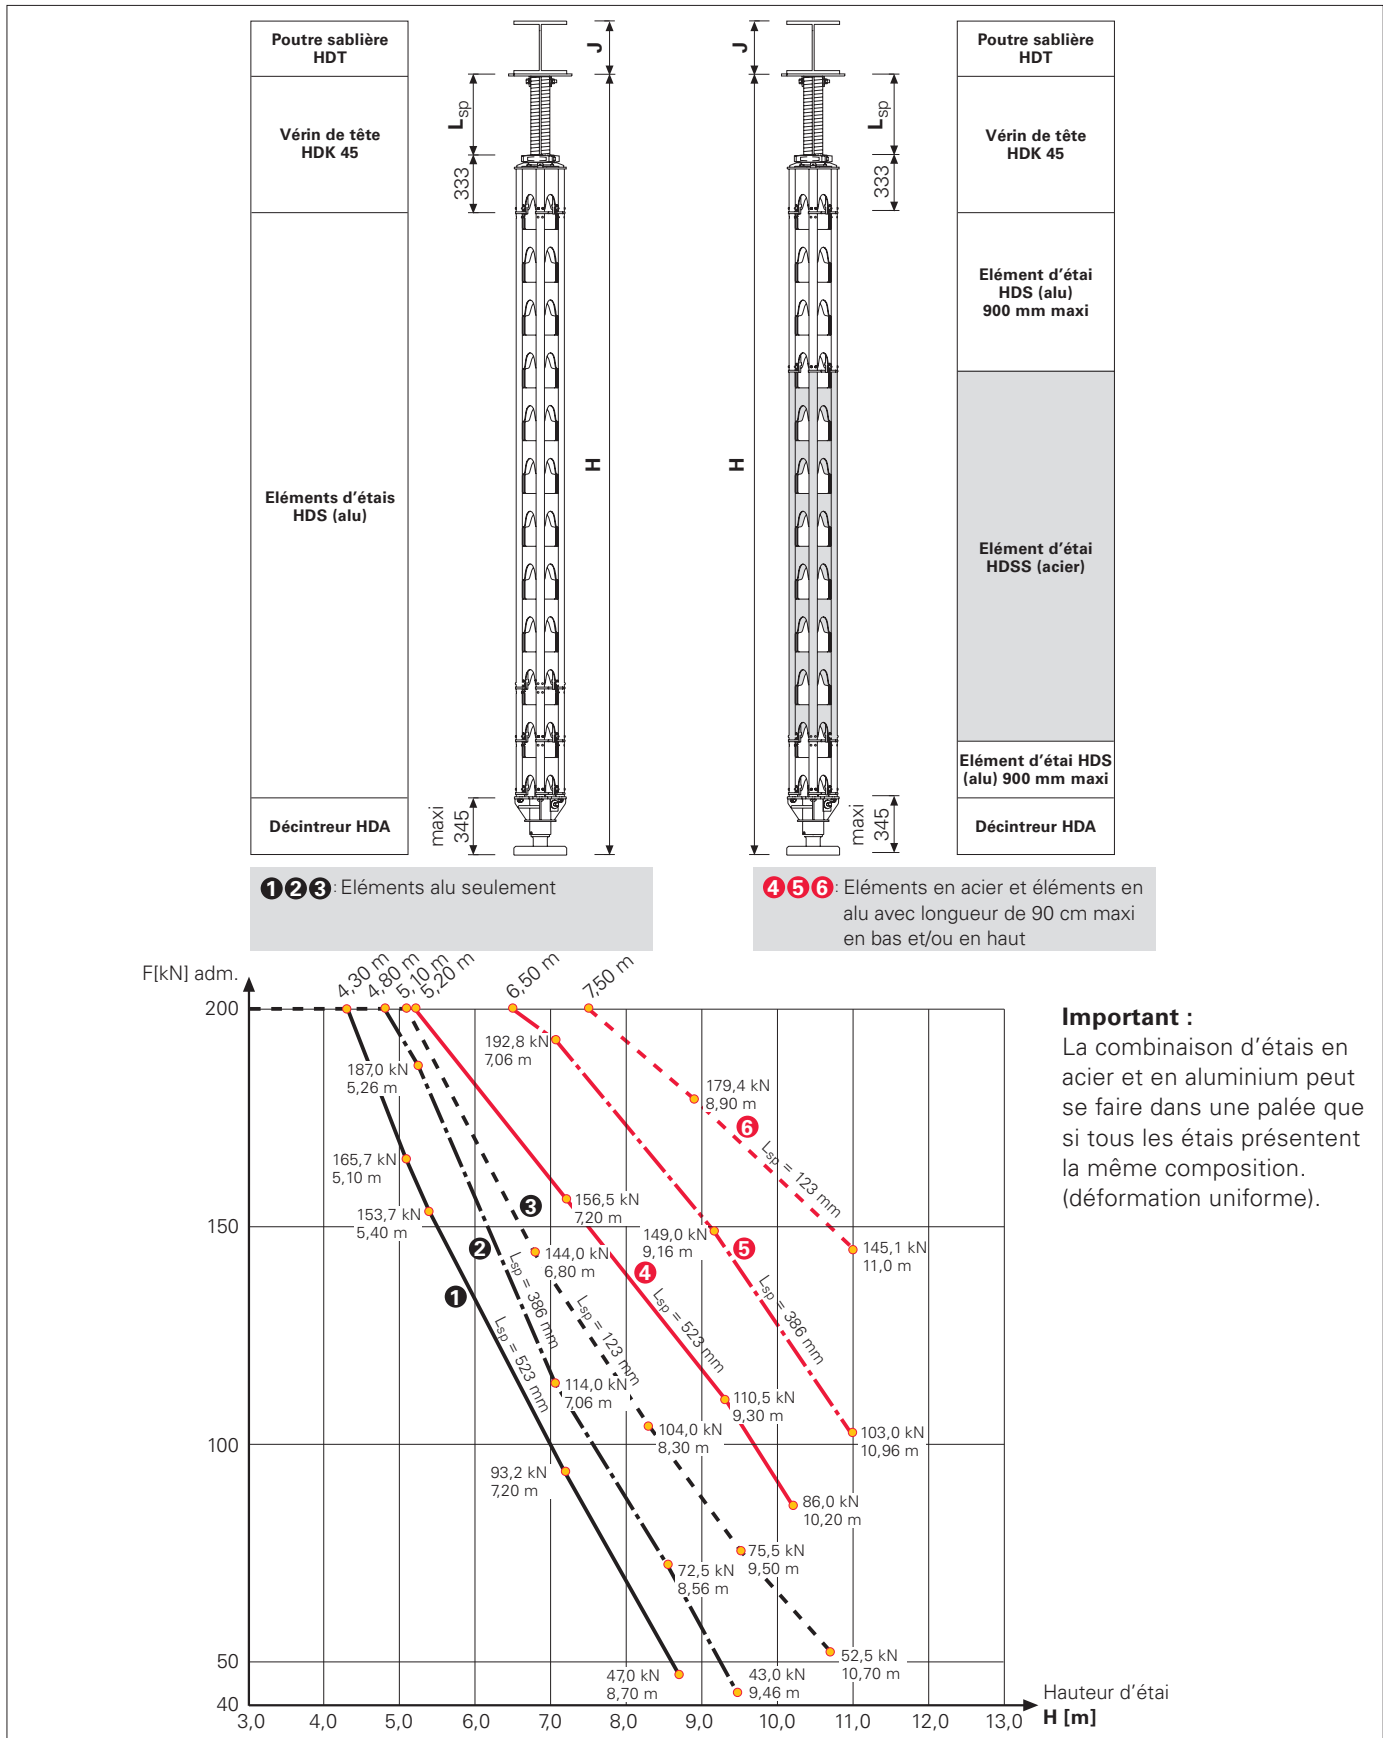 Poutre sablière
HDT
Vérin de tête
HDK 45
Eléments d'étais
HDS (alu)
Décintreur HDA
J
Lsp
333
H
maxi
345
J
Lsp
333
H
maxi
345
Poutre sablière
HDT
Vérin de tête
HDK 45
Elément d'étai
HDS (alu)
900 mm maxi
Elément d'étai
HDSS (acier)
Elément d'étai HDS
(alu) 900 mm maxi
Décintreur HDA
❶❷❸: Eléments alu seulement
❹❺❻: Eléments en acier et éléments en
alu avec longueur de 90 cm maxi
en bas et/ou en haut
F[kN] adm.
4,30 m
4,80 m
5,10 m
5,20 m
6,50 m
7,50 m
200
150
100
50
40
187,0 kN
5,26 m
165,7 kN
5,10 m
153,7 kN
5,40 m
192,8 kN
7,06 m
179,4 kN
8,90 m
❻
Lsp = 123 mm
❸
156,5 kN
7,20 m
149,0 kN
9,16 m
❺
145,1 kN
11,0 m
❷
144,0 kN
6,80 m
❹
❶
Lsp = 523 mm
Lsp = 386 mm
Lsp = 123 mm
Lsp = 523 mm
Lsp = 386 mm
114,0 kN
7,06 m
110,5 kN
9,30 m
104,0 kN
8,30 m
103,0 kN
10,96 m
93,2 kN
7,20 m
86,0 kN
10,20 m
75,5 kN
9,50 m
72,5 kN
8,56 m
52,5 kN
10,70 m
47,0 kN
8,70 m
43,0 kN
9,46 m
3,0 4,0 5,0 6,0 7,0 8,0 9,0 10,0 11,0 12,0 13,0
Hauteur d'étai
H [m]
Important :
La combinaison d'étais en
acier et en aluminium peut
se faire dans une palée que
si tous les étais présentent
la même composition.
(déformation uniforme).